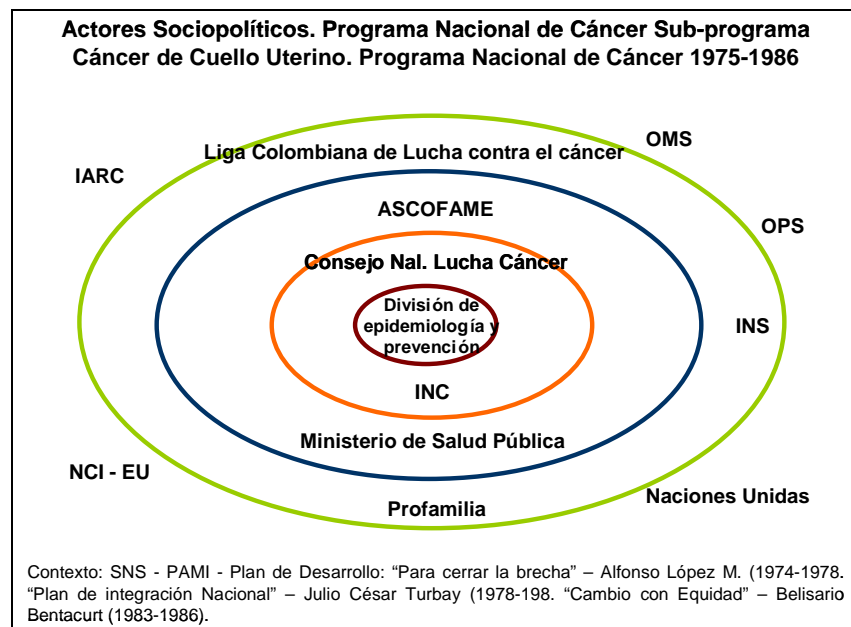 Actores Sociopolíticos. Programa Nacional de Cáncer Sub-programa
Cáncer de Cuello Uterino. Programa Nacional de Cáncer 1975-1986
OMS
Liga Colombiana de Lucha contra el cáncer
IARC
ASCOFAME
OPS
Consejo Nal. Lucha Cáncer
División de
epidemiología y
prevención
INS
INC
Ministerio de Salud Pública
NCI - EU
Naciones Unidas
Profamilia
Contexto: SNS - PAMI - Plan de Desarrollo: “Para cerrar la brecha” – Alfonso López M. (1974-1978.
“Plan de integración Nacional” – Julio César Turbay (1978-198. “Cambio con Equidad” – Belisario
Bentacurt (1983-1986).